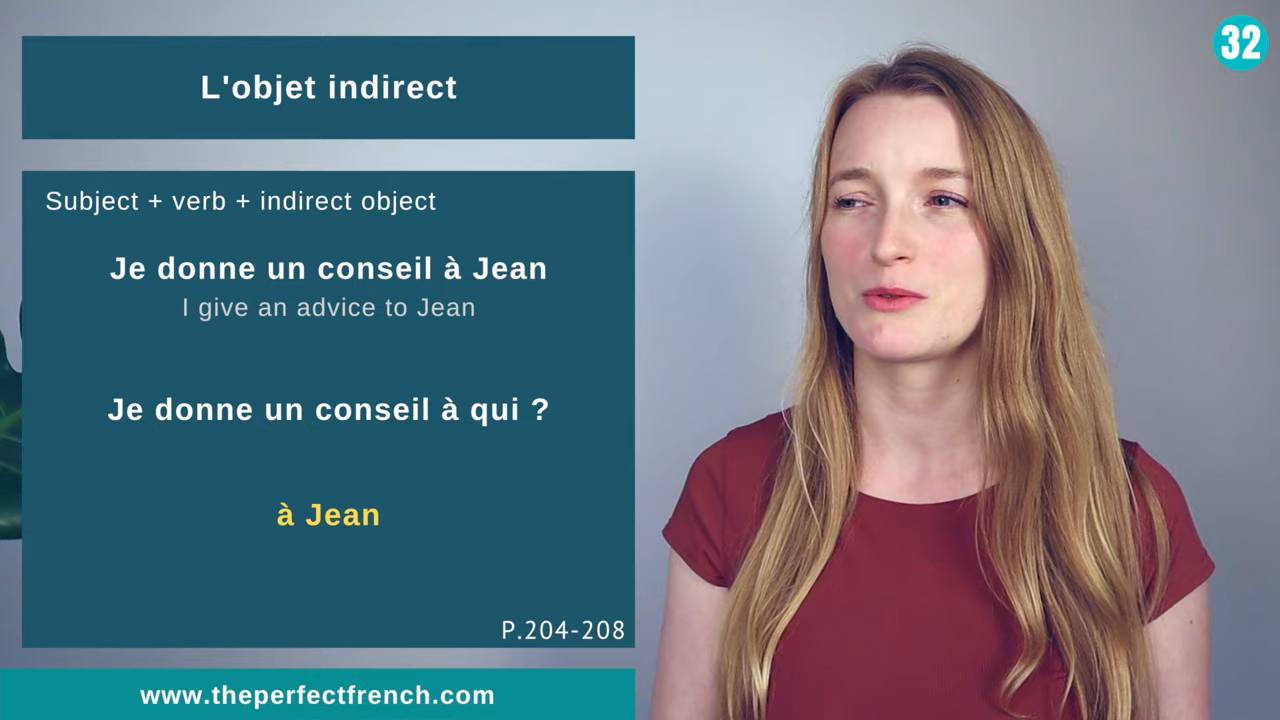 32
L'objet indirect
Subject + verb + indirect object
Je donne un conseil à Jean
I give an advice to Jean
Je donne un conseil à qui ?
à Jean
P.204-208
www.theperfectfrench.com